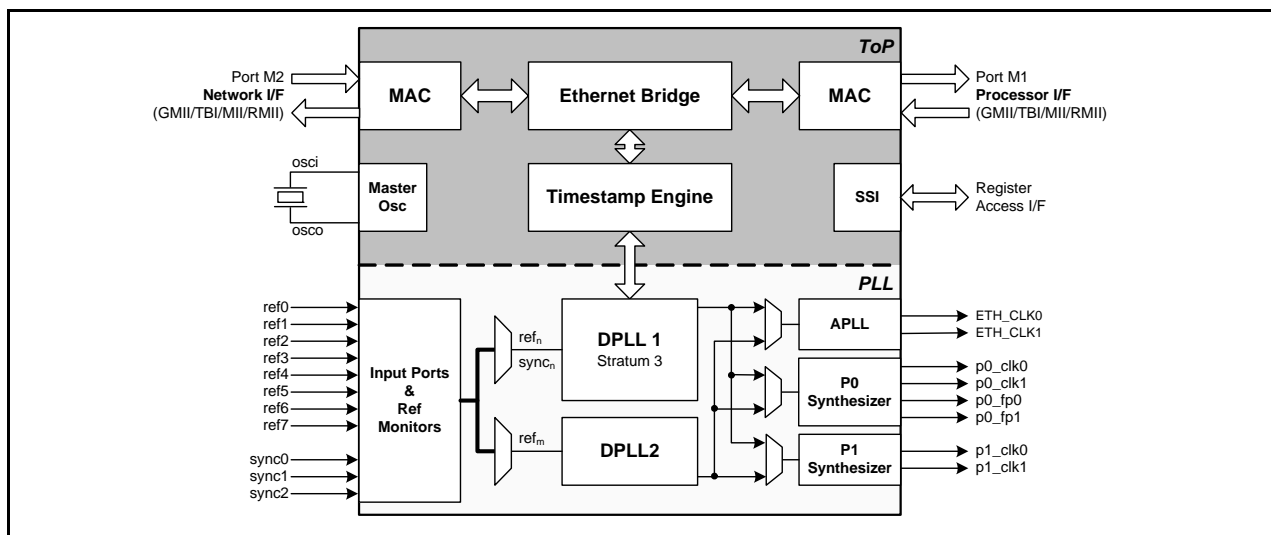 ToP
Port M2
Network I/F
(GMII/TBI/MII/RMII)
MAC
Ethernet Bridge
MAC
Port M1
Processor I/F
(GMII/TBI/MII/RMII)
osci
osco
Master
Osc
Timestamp Engine
SSI
Register
Access I/F
PLL
ref0
ref1
ref2
ref3
ref4
ref5
ref6
ref7
sync0
sync1
sync2
Input Ports
&
Ref
Monitors
refn
syncn
refm
DPLL 1
Stratum 3
DPLL2
APLL
P0
Synthesizer
P1
Synthesizer
ETH_CLK0
ETH_CLK1
p0_clk0
p0_clk1
p0_fp0
p0_fp1
p1_clk0
p1_clk1